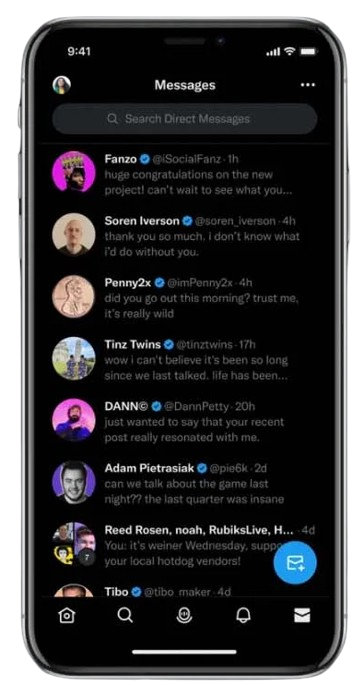 9:41
Messages
Search Direct Messages
Fanzo @iSocialFanz · 1h
huge congratulations on the new
project! can't wait to see what you...
Soren Iverson @soren_iverson · 4h
thank you so much. i don't know what
i'd do without you.
Penny2x @imPenny2x · 4h
did you go out this morning? trust me,
it's really wild
Tinz Twins @tinztwins · 17h
wow i can't believe it's been so long
since we last talked. life has been...
DANN© @DannPetty · 20h
just wanted to say that your recent
post really resonated with me.
Adam Pietrasiak @pie6k · 2d
can we talk about the game last
night?? the last quarter was insane
Reed Rosen, noah, RubiksLive, H... · 4d
You: it's weiner Wednesday, suppo
your local hotdog vendors!
7
Tibo @tibo_maker · 4d